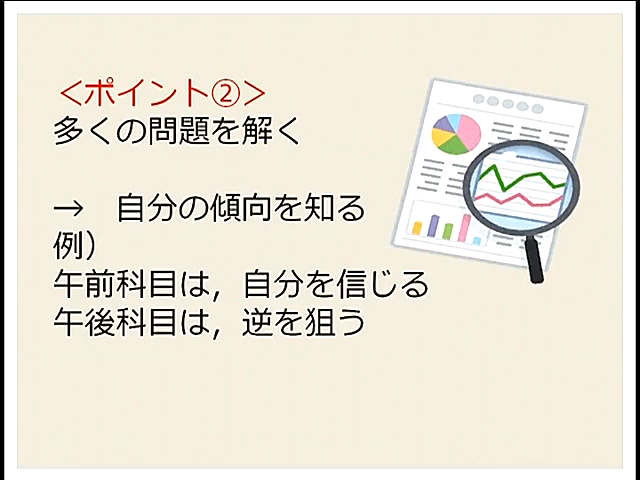 ＜ポイント②＞
多くの問題を解く
→　自分の傾向を知る
例）
午前科目は，自分を信じる
午後科目は，逆を狙う